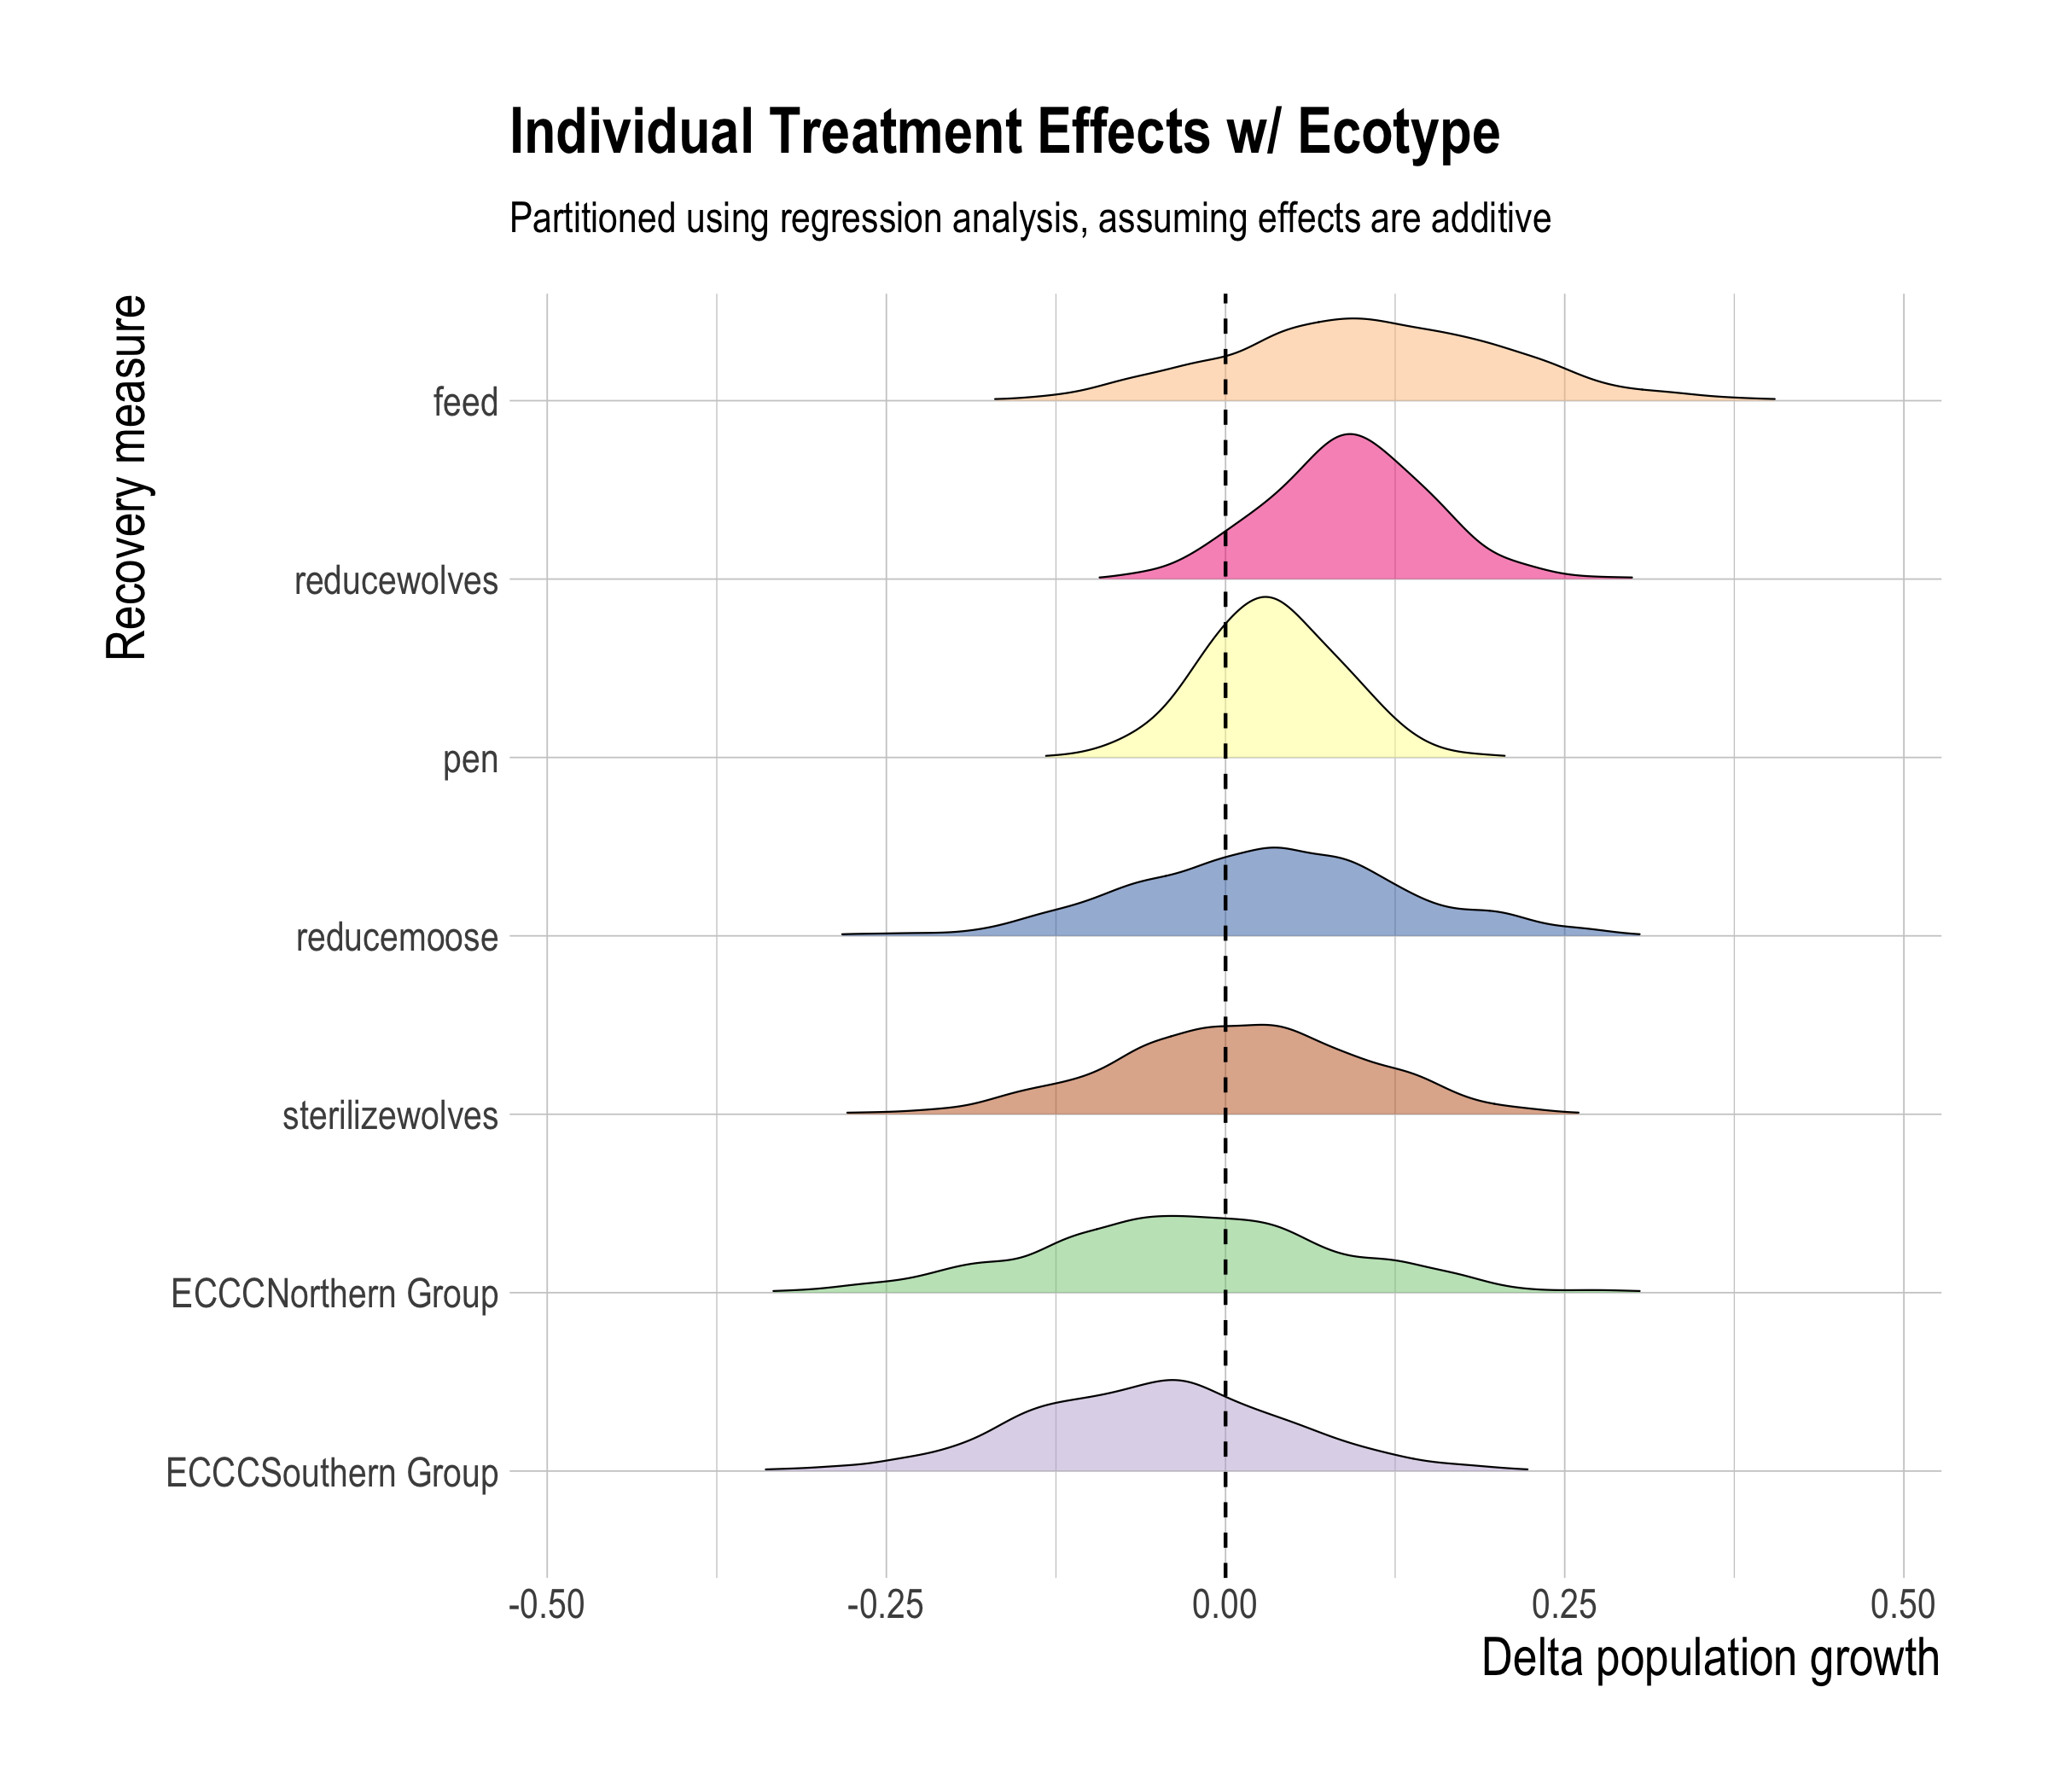 Individual Treatment Effects w/ Ecotype
Partitioned using regression analysis, assuming effects are additive
Recovery measure
feed
reducewolves
pen
reducemoose
sterilizewolves
ECCCNorthern Group
ECCCSouthern Group
-0.50 -0.25 0.00 0.25 0.50
Delta population growth